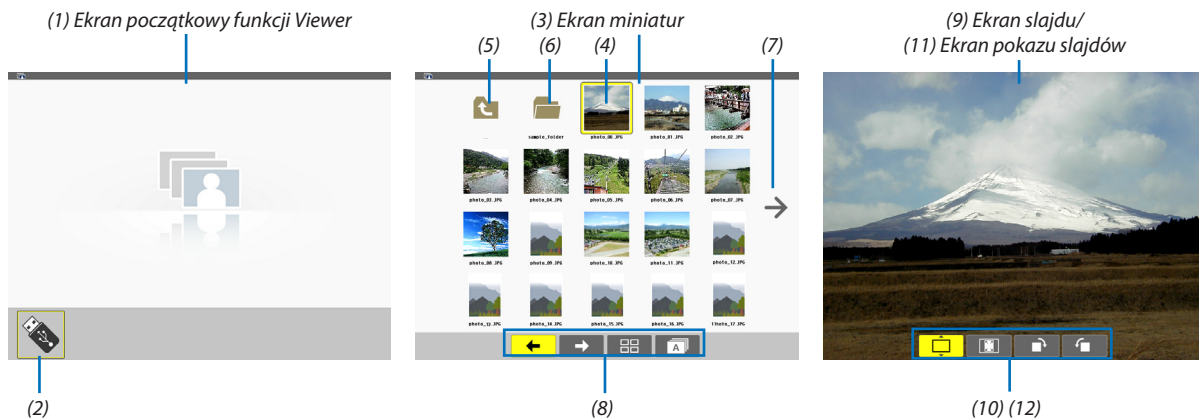 (1) Ekran początkowy funkcji Viewer
(3) Ekran miniatur
(9) Ekran slajdu/
(11) Ekran pokazu slajdów
(5) (6) (4) (7)
sample_folder photo_00.JPG photo_01.JPG photo_02.JPG
photo_03.JPG photo_04.JPG photo_05.JPG photo_06.JPG photo_07.JPG
photo_08.JPG photo_09.JPG photo_10.JPG photo_11.JPG photo_12.JPG
photo_13.JPG photo_14.JPG photo_15.JPG photo_16.JPG photo_17.JPG
A
(2) (8) (10) (12)